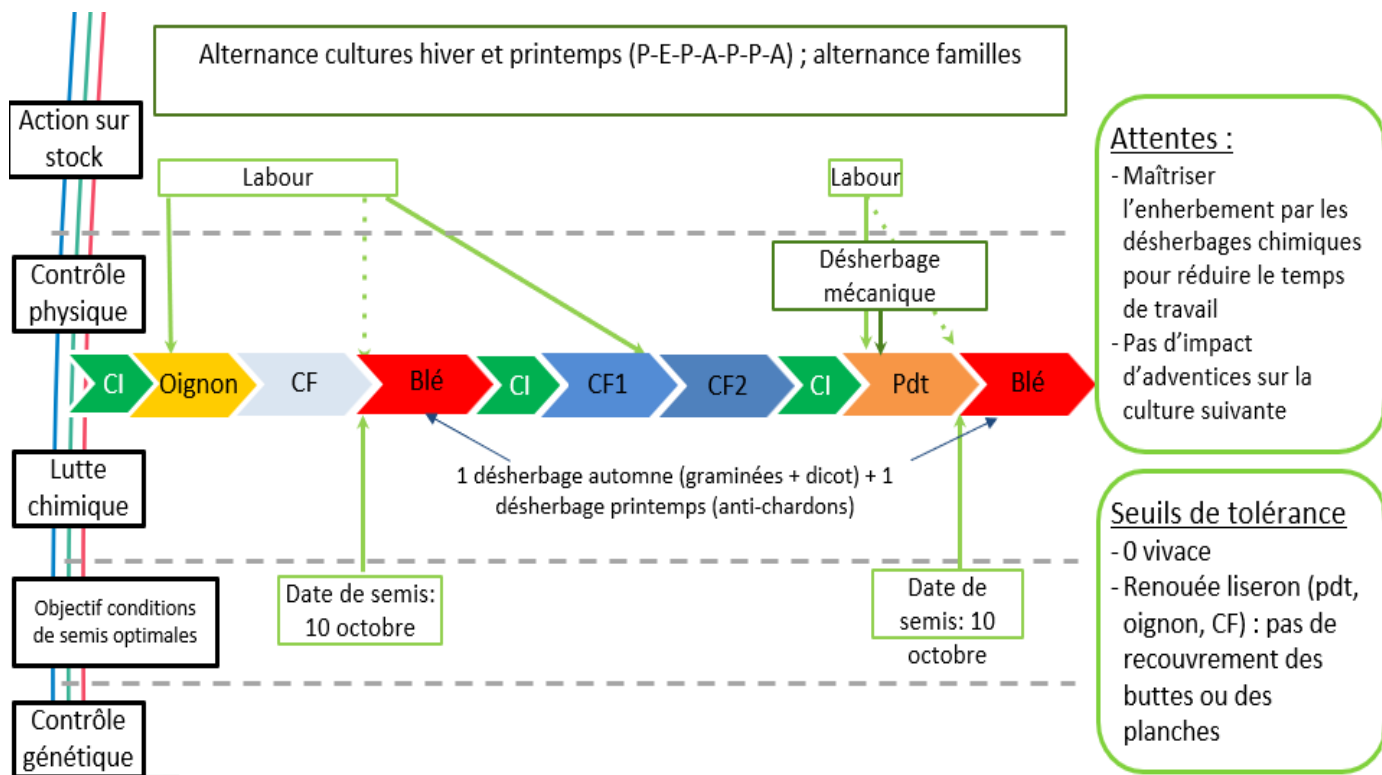 Alternance cultures hiver et printemps (P-E-P-A-P-P-A) ; alternance familles
Action sur
stock
Labour
Labour
Contrôle
physique
Désherbage
mécanique
CI
Oignon
CF
Blé
CI
CF1
CF2
CI
Pdt
Blé
Lutte
chimique
1 désherbage automne (graminées + dicot) + 1
désherbage printemps (anti-chardons)
Objectif conditions
de semis optimales
Date de semis:
10 octobre
Date de
semis: 10
octobre
Contrôle
génétique
Attentes :
- Maîtriser
l’enherbement par les
désherbages chimiques
pour réduire le temps
de travail
- Pas d’impact
d’adventices sur la
culture suivante
Seuils de tolérance
- 0 vivace
- Renouée liseron (pdt,
oignon, CF) : pas de
recouvrement des
buttes ou des
planches